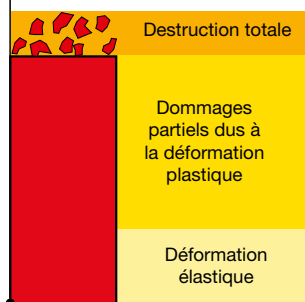 Destruction totale
Dommages
partiels dus à
la déformation
plastique
Déformation
élastique